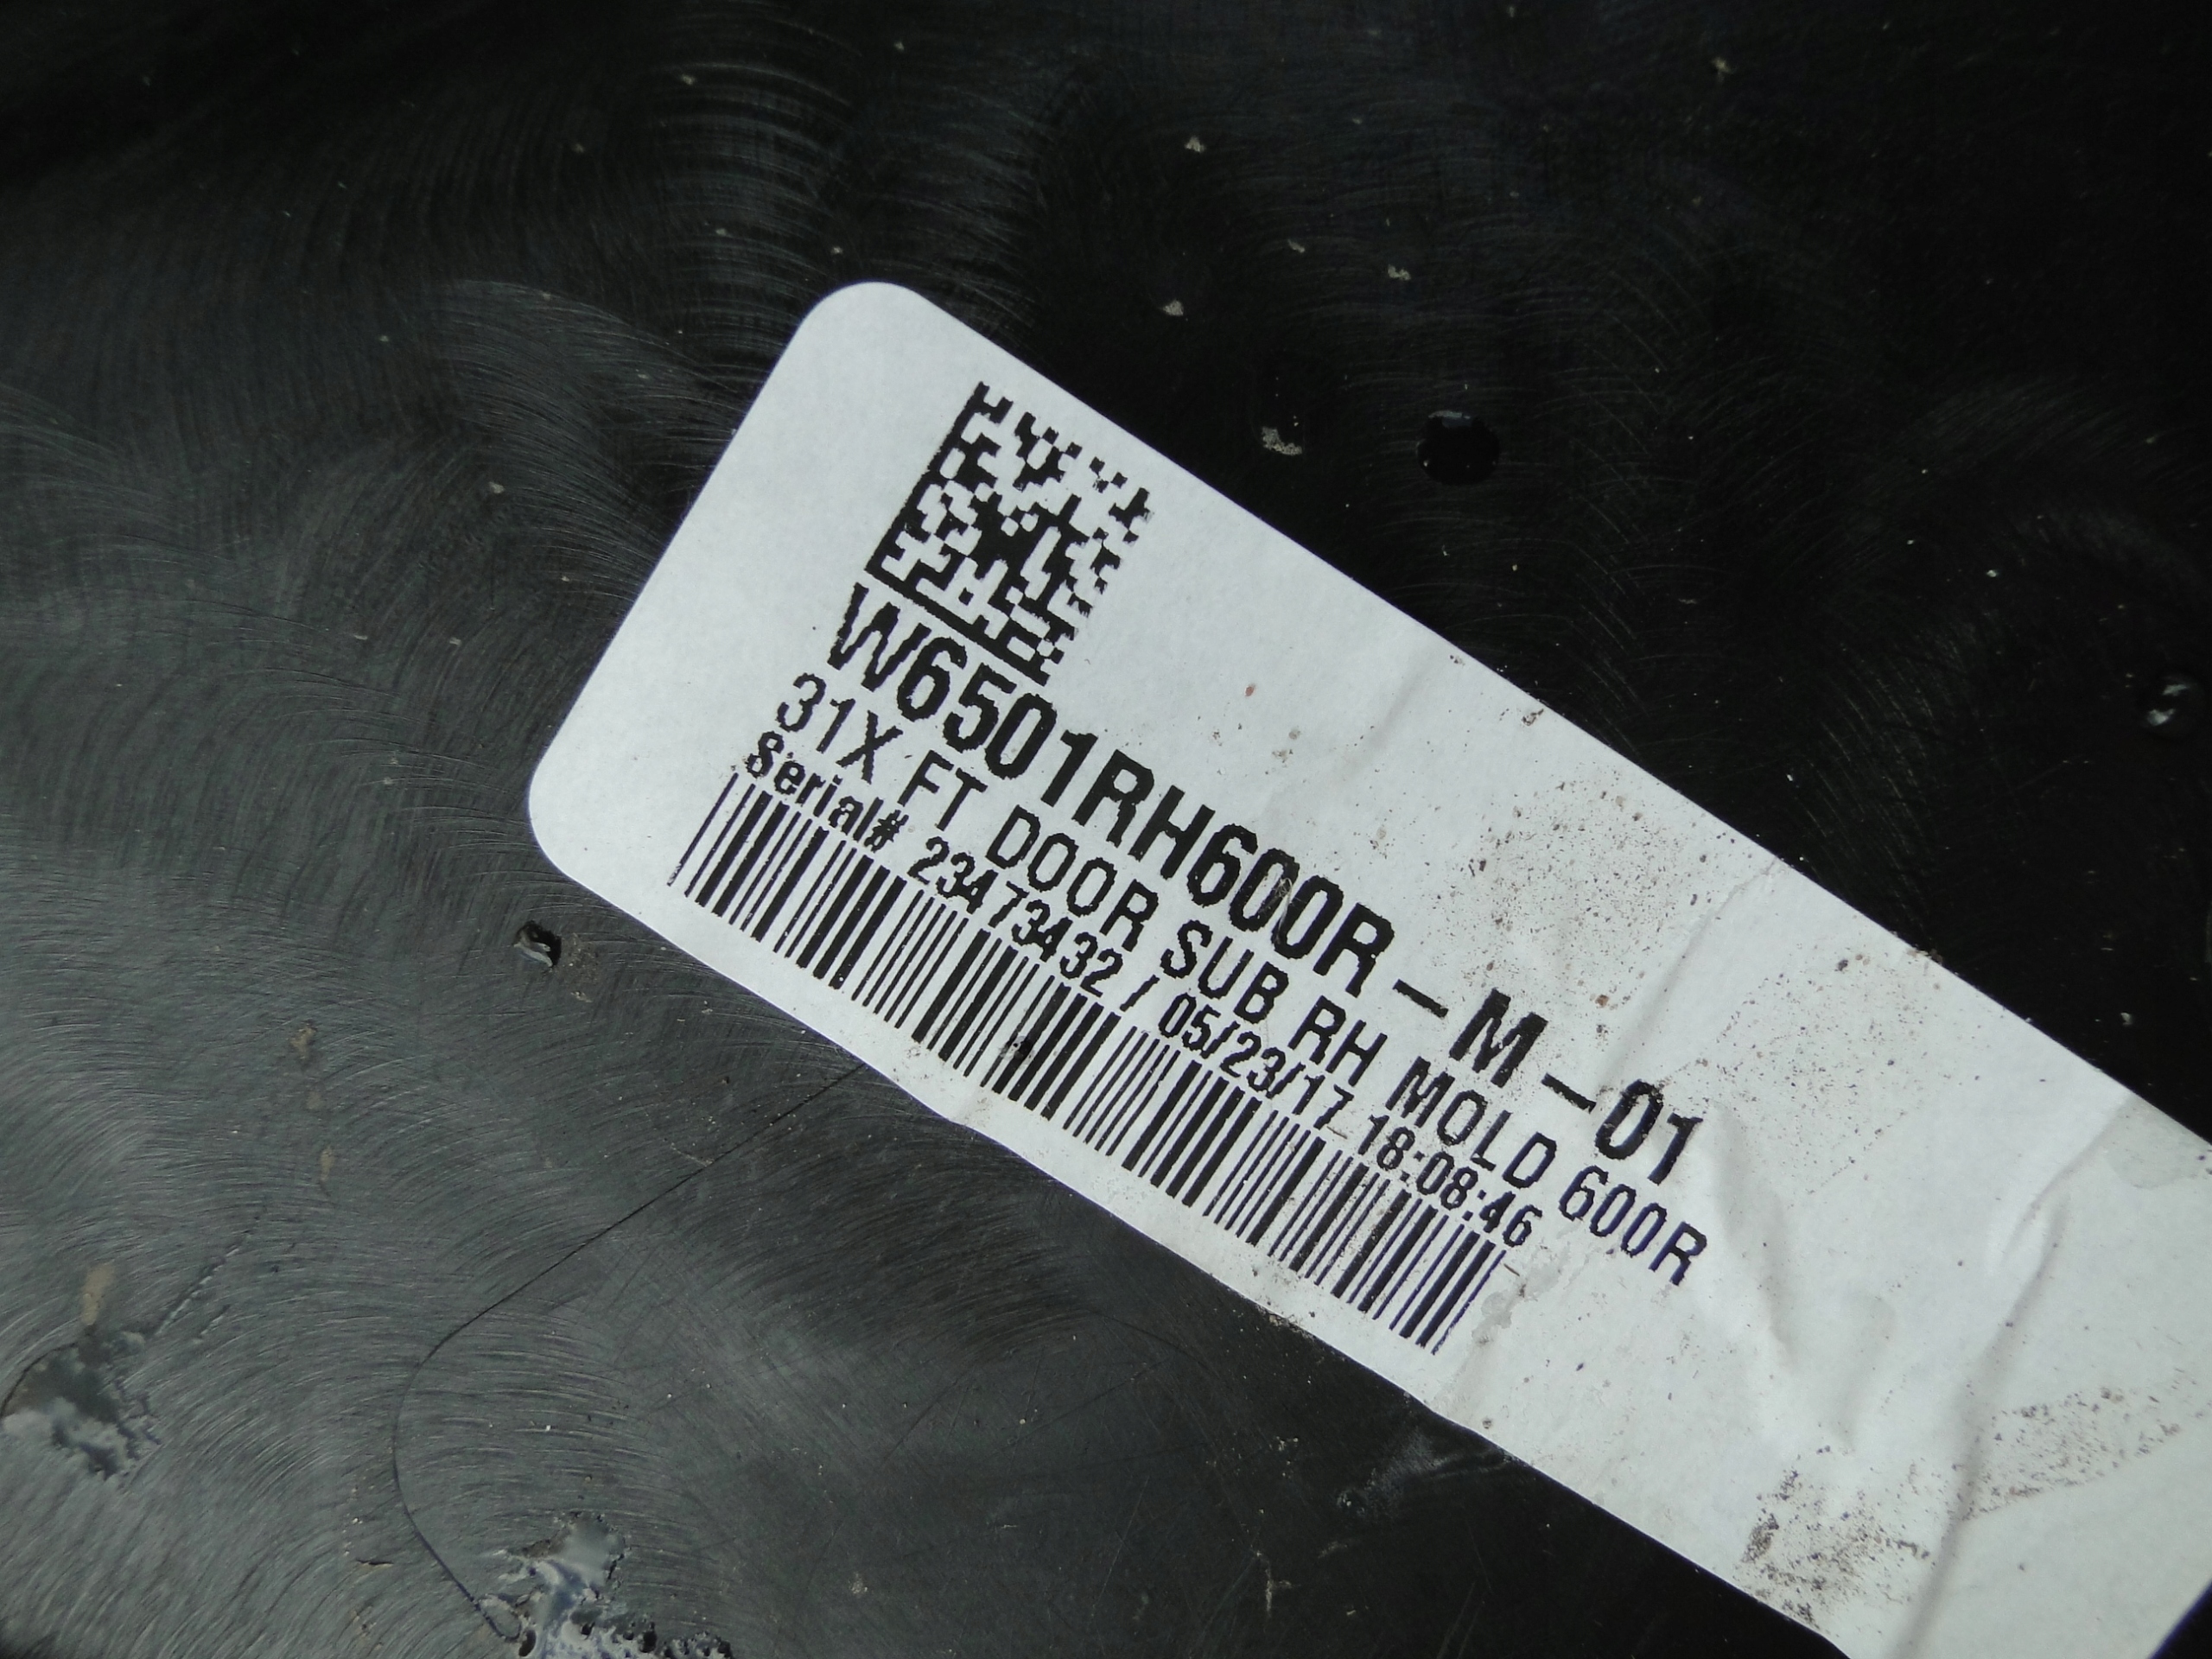 W6501RH600R-M-01
31X FT DOOR SUB RH MOLD 600R
Serial# 23473432 / 05/23/17 18:08:46